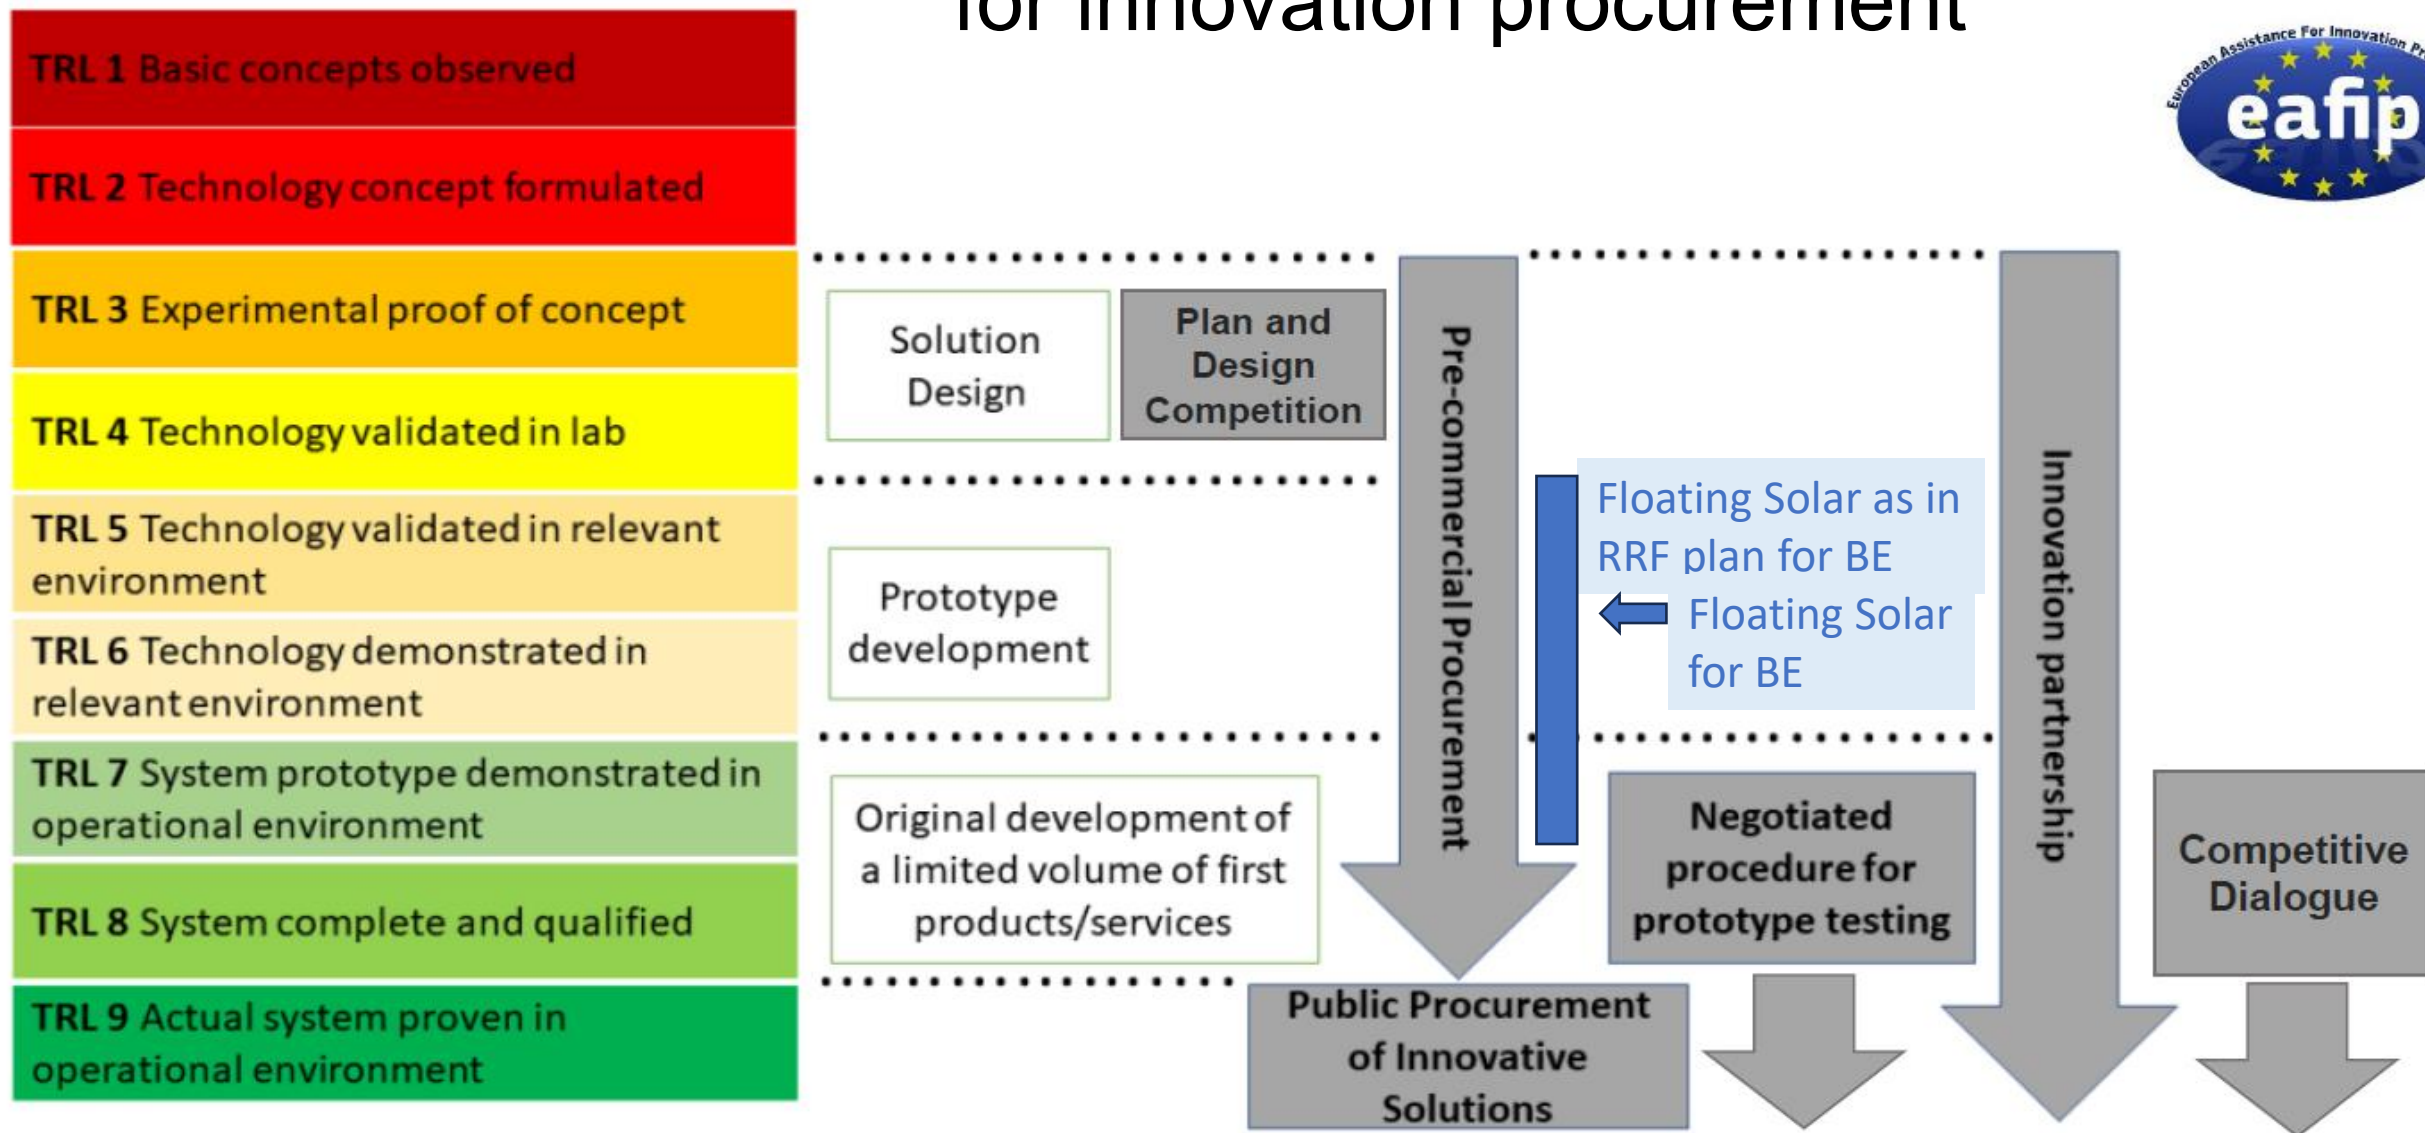 for innovation procurement
European Assistance For Innovation
eafip
TRL 1 Basic concepts observed
TRL 2 Technology concept formulated
TRL 3 Experimental proof of concept
TRL 4 Technology validated in lab
TRL 5 Technology validated in relevant
environment
TRL 6 Technology demonstrated in
relevant environment
TRL 7 System prototype demonstrated in
operational environment
TRL 8 System complete and qualified
TRL 9 Actual system proven in
operational environment
Solution
Design
Plan and
Design
Competition
Prototype
development
Original development of
a limited volume of first
products/services
Pre-commercial Procurement
Public Procurement
of Innovative
Solutions
Floating Solar as in
RRF plan for BE
Floating Solar
for BE
Negotiated
procedure for
prototype testing
Innovation partnership
Competitive
Dialogue